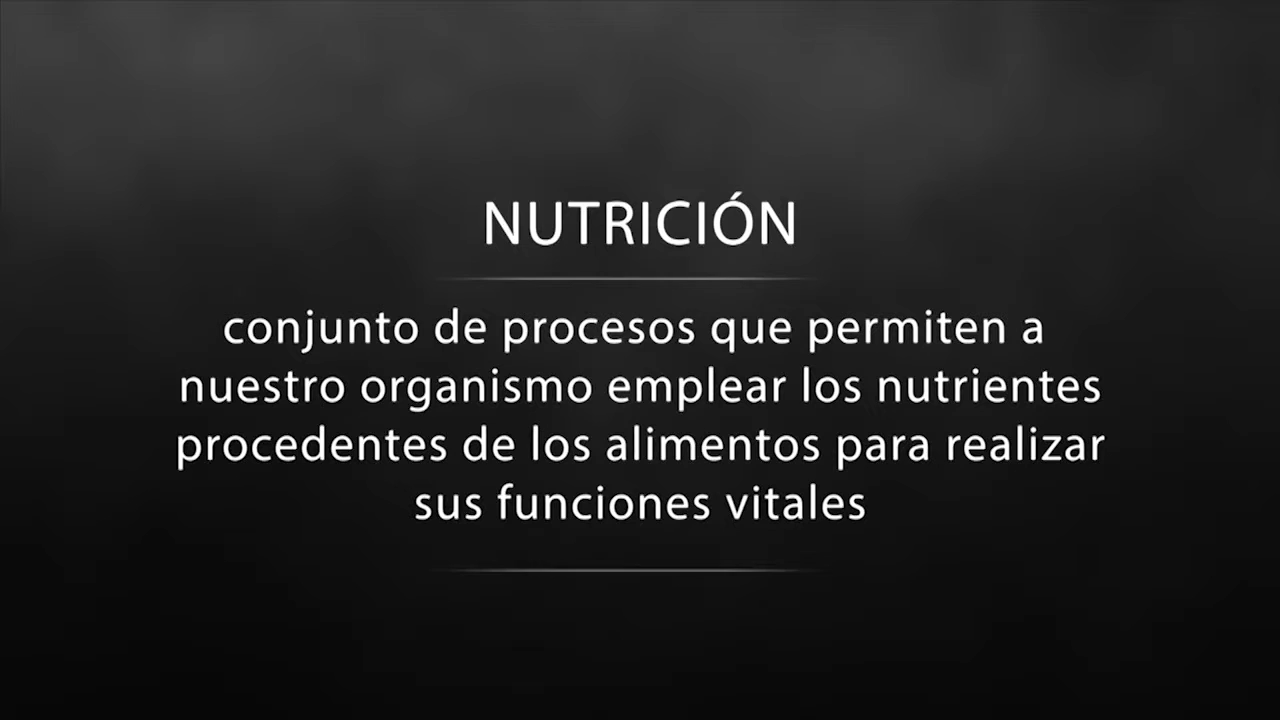 NUTRICIÓN
conjunto de procesos que permiten a
nuestro organismo emplear los nutrientes
procedentes de los alimentos para realizar
sus funciones vitales